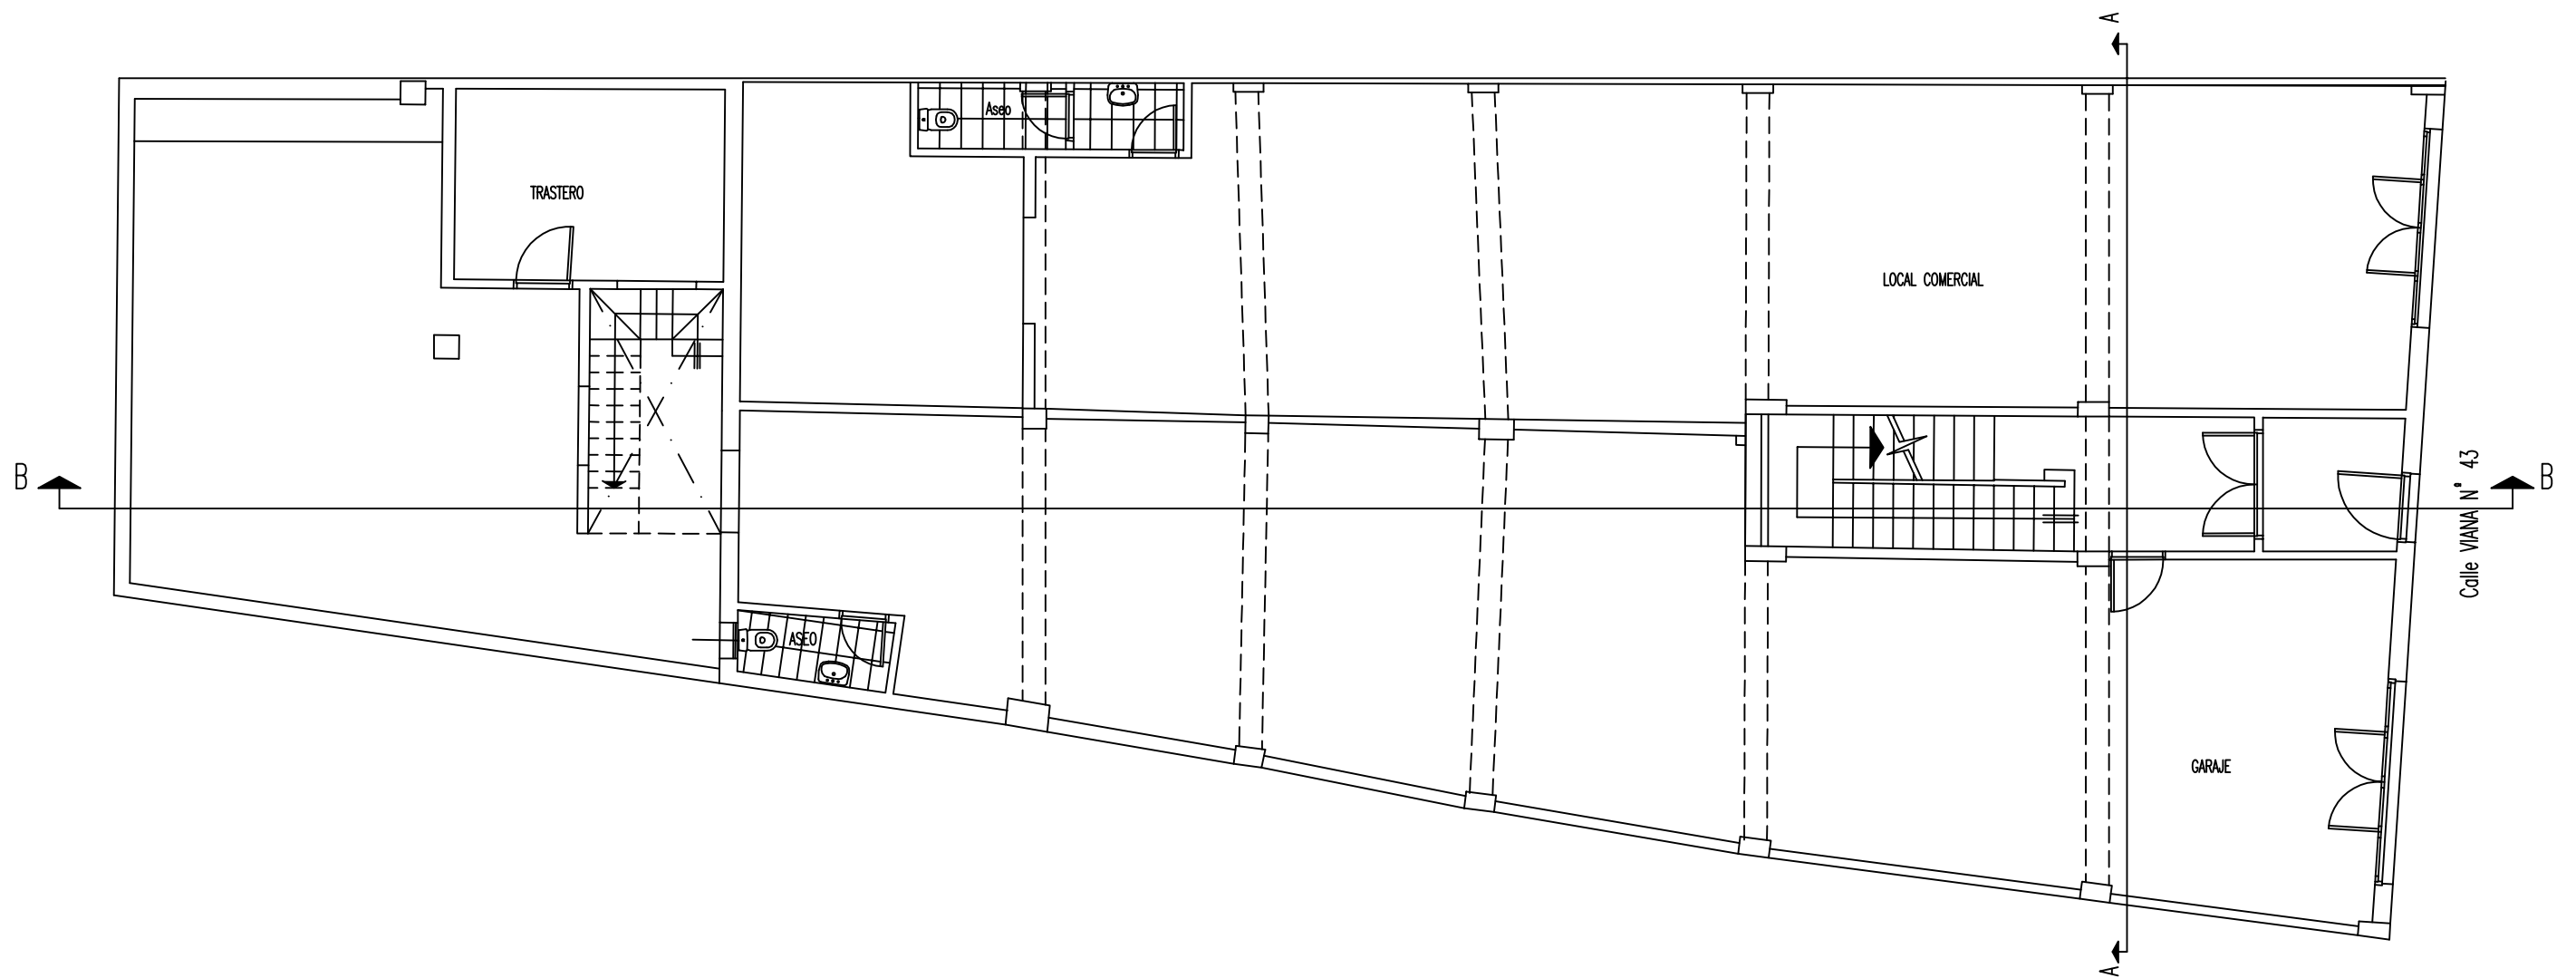 A
Aseo
TRASTERO
LOCAL COMERCIAL
B
B
Calle VIANA Nº 43
ASEO
GARAJE
A